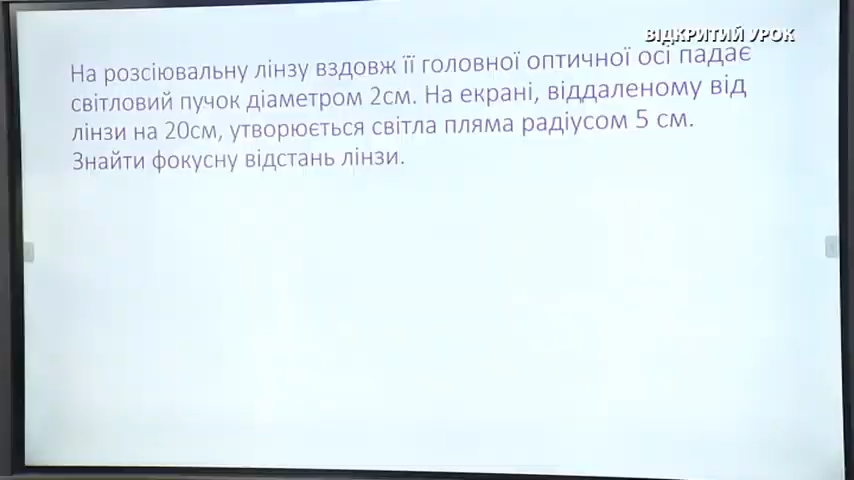 ВІДКРИТИЙ УРОК
На розсіювальну лінзу вздовж її головної оптичної осі падає
світловий пучок діаметром 2см. На екрані, віддаленому від
лінзи на 20см, утворюється світла пляма радіусом 5 см.
Знайти фокусну відстань лінзи.